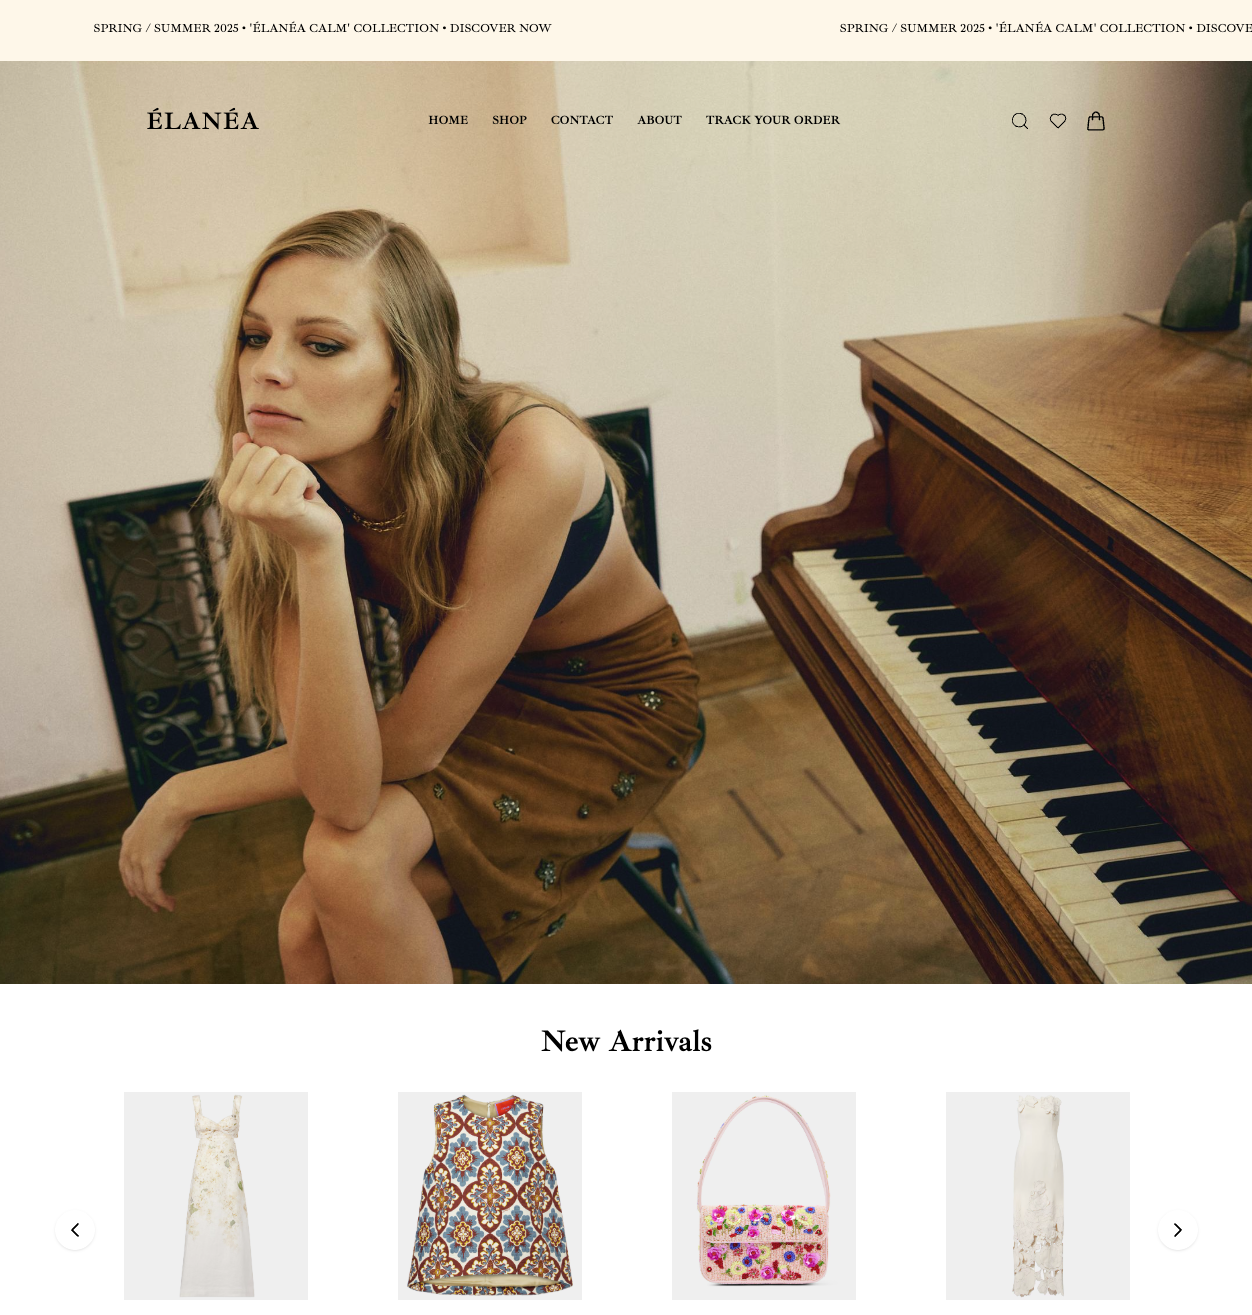 SPRING / SUMMER 2025 • 'ÉLANÉA CALM' COLLECTION • DISCOVER NOW
SPRING / SUMMER 2025 • 'ÉLANÉA CALM' COLLECTION • DISCOVE
ÉLANÉA
HOME
SHOP
CONTACT
ABOUT
TRACK YOUR ORDER
New Arrivals